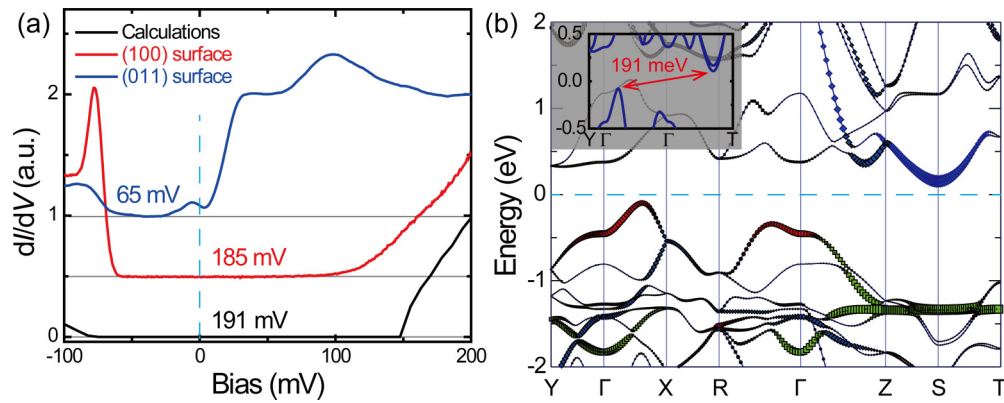 (a)
Calculations
(100) surface
(011) surface
65 mV
185 mV
191 mV
dI/dV (a.u.)
2
1
0
-100
0
100
200
Bias (mV)
(b)
191 meV
0.5
0.0
-0.5
Y Γ Γ T
Energy (eV)
2
1
0
-1
-2
Y Γ X R Γ Z S T